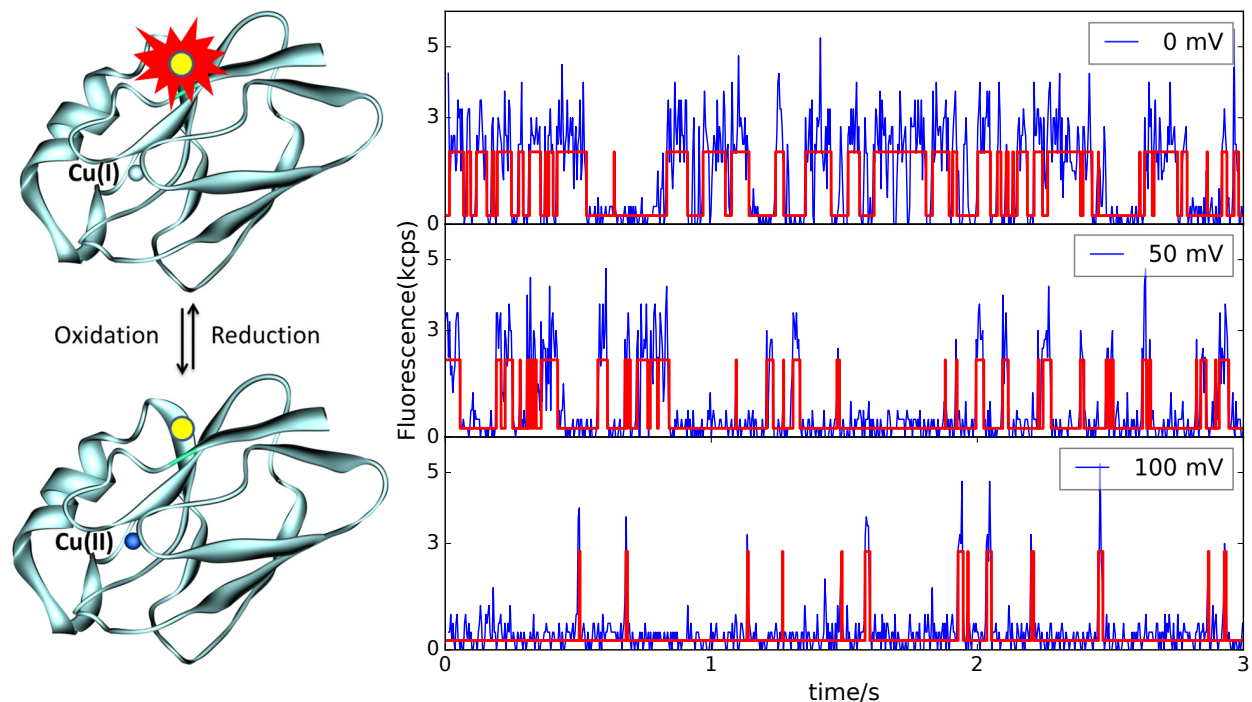 Cu(I)
Oxidation
Reduction
Cu(II)
Fluorescence(kcps)
0 mV
5
3
0
50 mV
5
3
0
100 mV
5
3
0
0 1 2 3
time/s